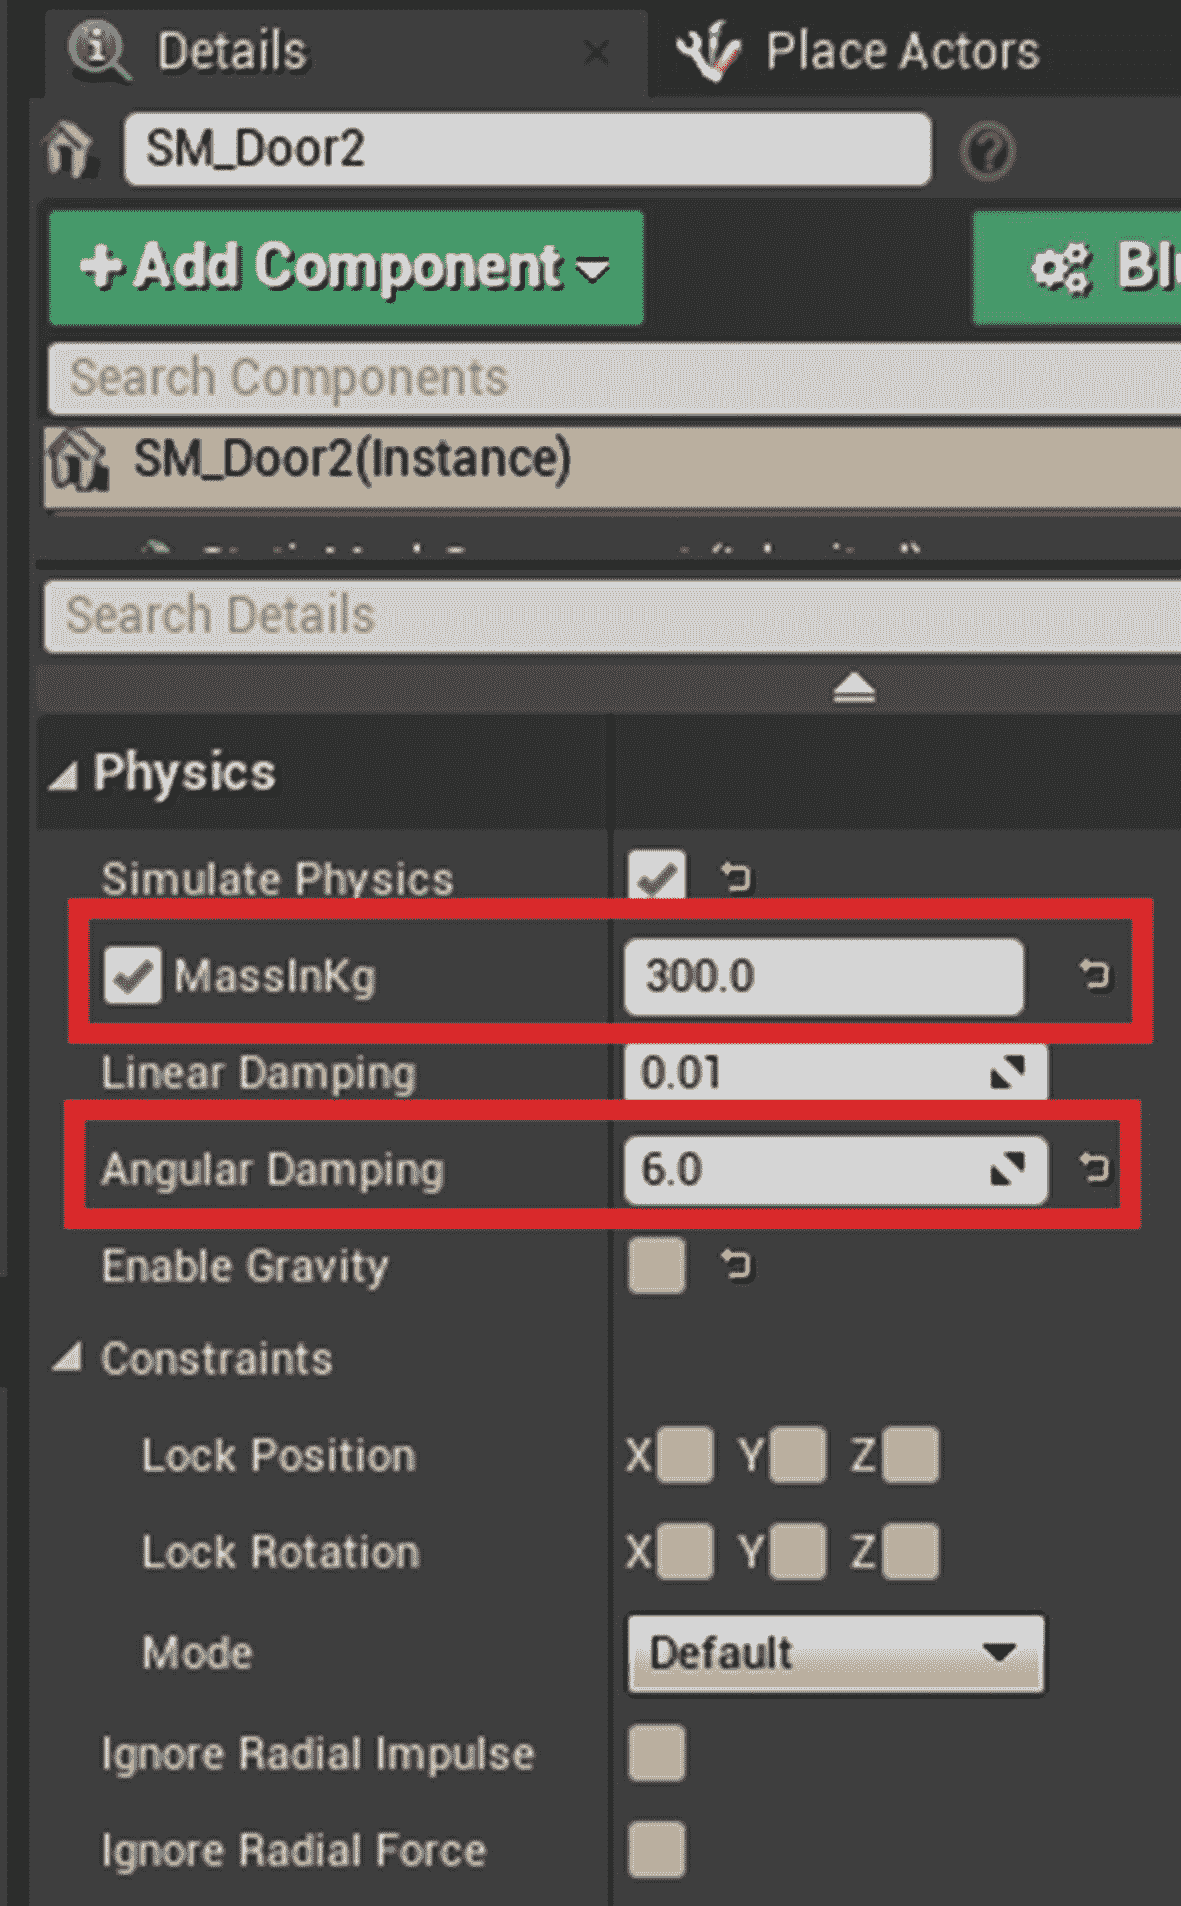 Details
Place Actors
SM_Door2
+Add Component
Search Components
SM_Door2(Instance)
Search Details
Physics
Simulate Physics
MassInKg 300.0
Linear Damping 0.01
Angular Damping 6.0
Enable Gravity
Constraints
Lock Position X Y Z
Lock Rotation X Y Z
Mode Default
Ignore Radial Impulse
Ignore Radial Force